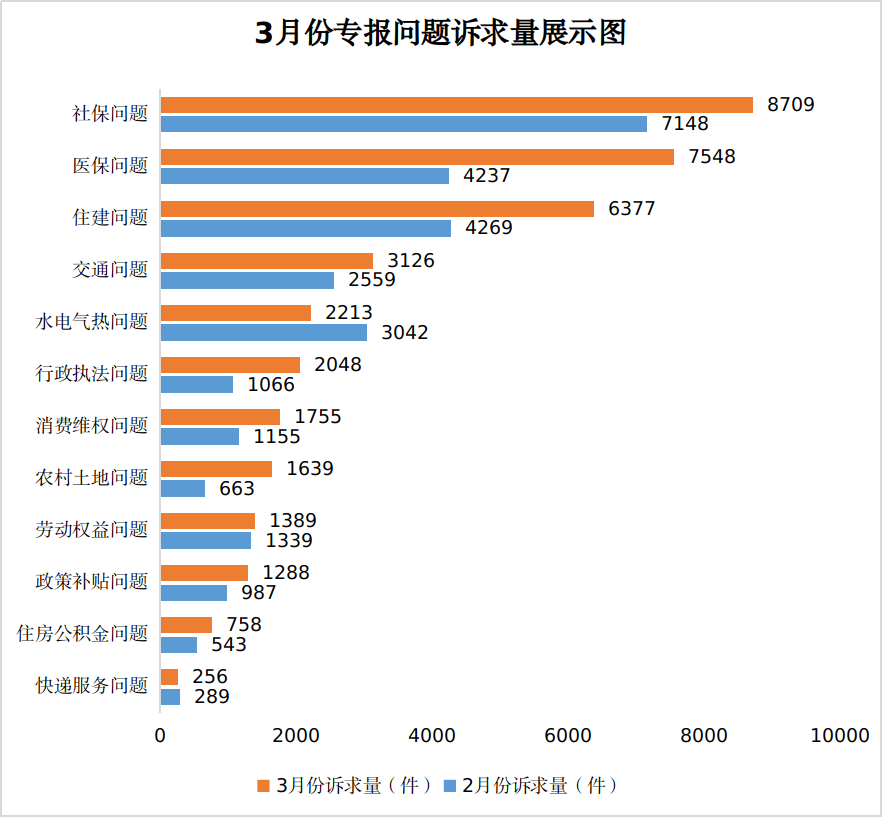 3月份专报问题诉求量展示图
社保问题
8709
7148
医保问题
7548
4237
住建问题
6377
4269
交通问题
3126
2559
水电气热问题
2213
3042
行政执法问题
2048
1066
消费维权问题
1755
1155
农村土地问题
1639
663
劳动权益问题
1389
1339
政策补贴问题
1288
987
住房公积金问题
758
543
快递服务问题
256
289
0 2000 4000 6000 8000 10000
3月份诉求量（件） 2月份诉求量（件）